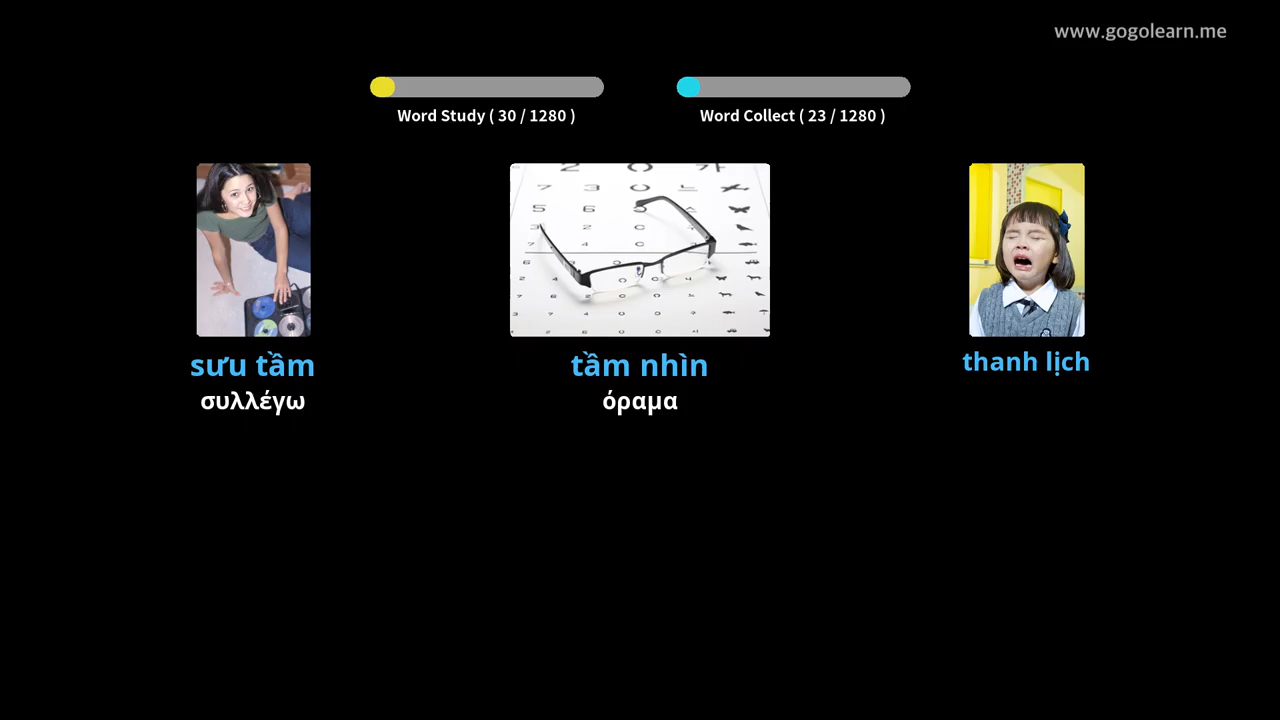 www.gogolearn.me
Word Study ( 30 / 1280 )
Word Collect ( 23 / 1280 )
sưu tầm
συλλέγω
tầm nhìn
όραμα
thanh lịch